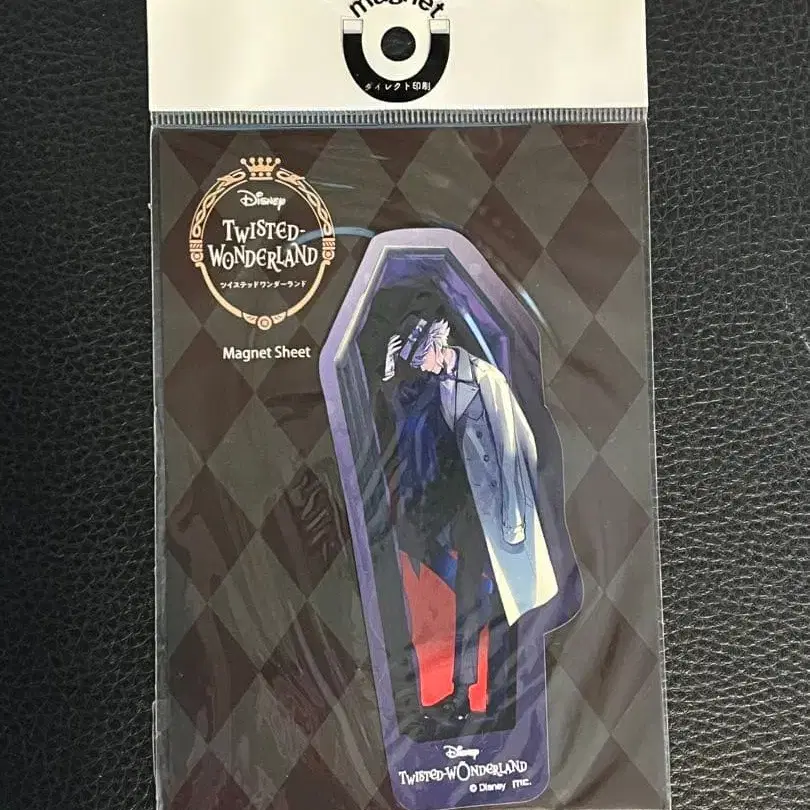 magnet
ダイレクト印刷
Disney
TWISTED-
WONDERLAND
ツイステッドワンダーランド
Magnet Sheet
Disney
TWISTED-WONDERLAND
© Disney mc.